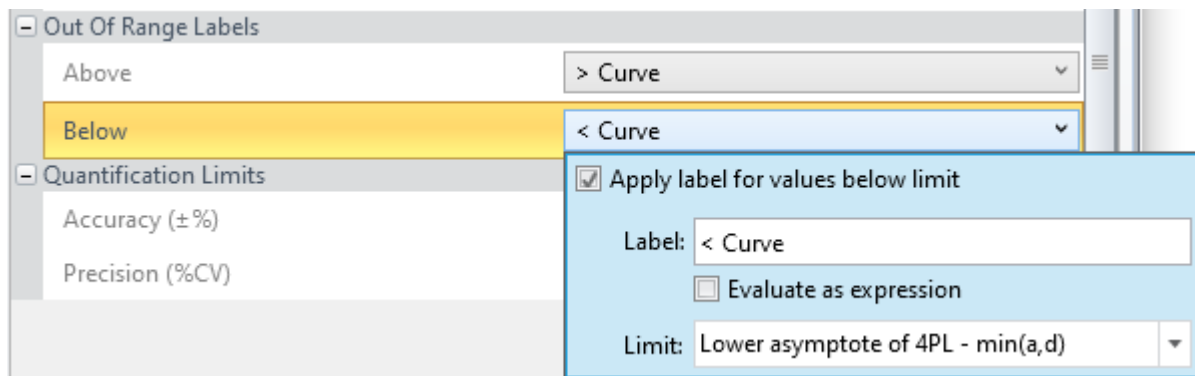 Out Of Range Labels
Above > Curve
Below < Curve
Quantification Limits
Apply label for values below limit
Accuracy (±%)
Label: < Curve
Precision (%CV)
Evaluate as expression
Limit: Lower asymptote of 4PL - min(a,d)